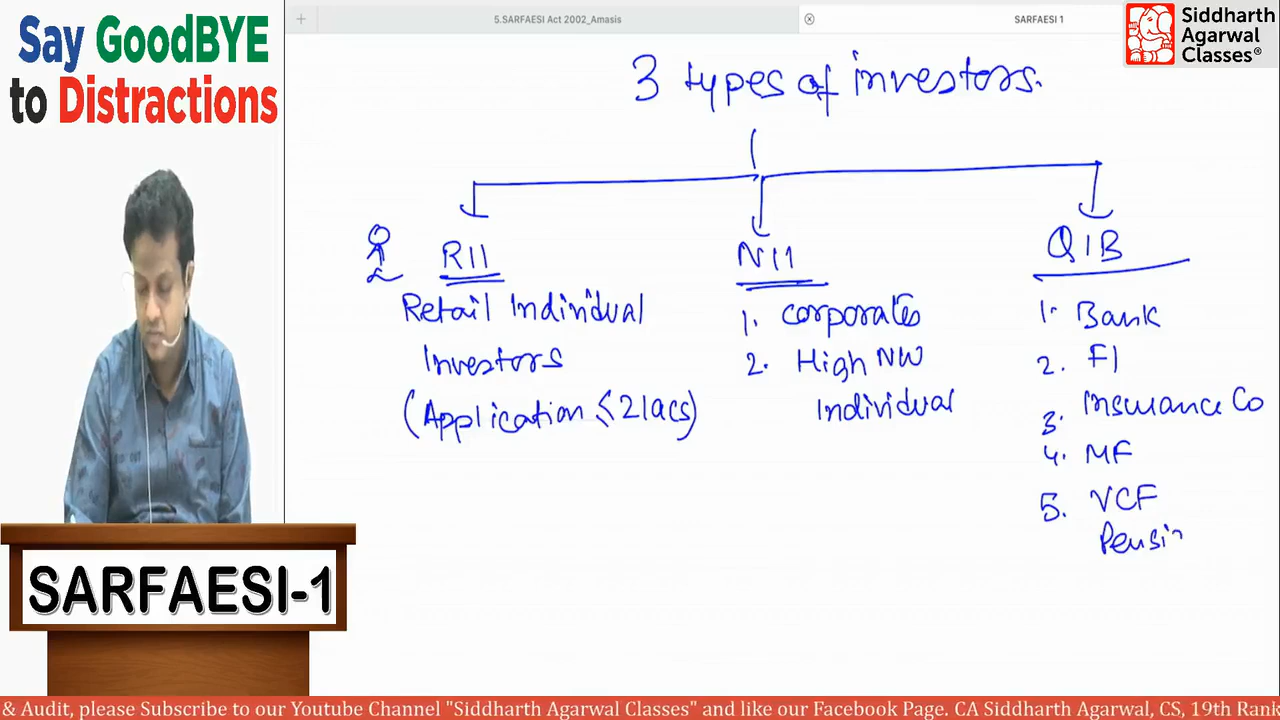 Say GoodBYE
to Distractions
5.SARFAESI Act 2002_Amasis
SARFAESI 1
Siddharth
Agarwal
Classes®
3 types of investors.
RII
Retail Individual
Investors
(Application ≤ 2 lacs)
NII
1. Corporates
2. High NW
Individual
QIB
1. Bank
2. FI
3. Insurance Co
4. MF
5. VCF
SARFAESI-1
& Audit, please Subscribe to our Youtube Channel "Siddharth Agarwal Classes" and like our Facebook Page. CA Siddharth Agarwal, CS, 19th Rank